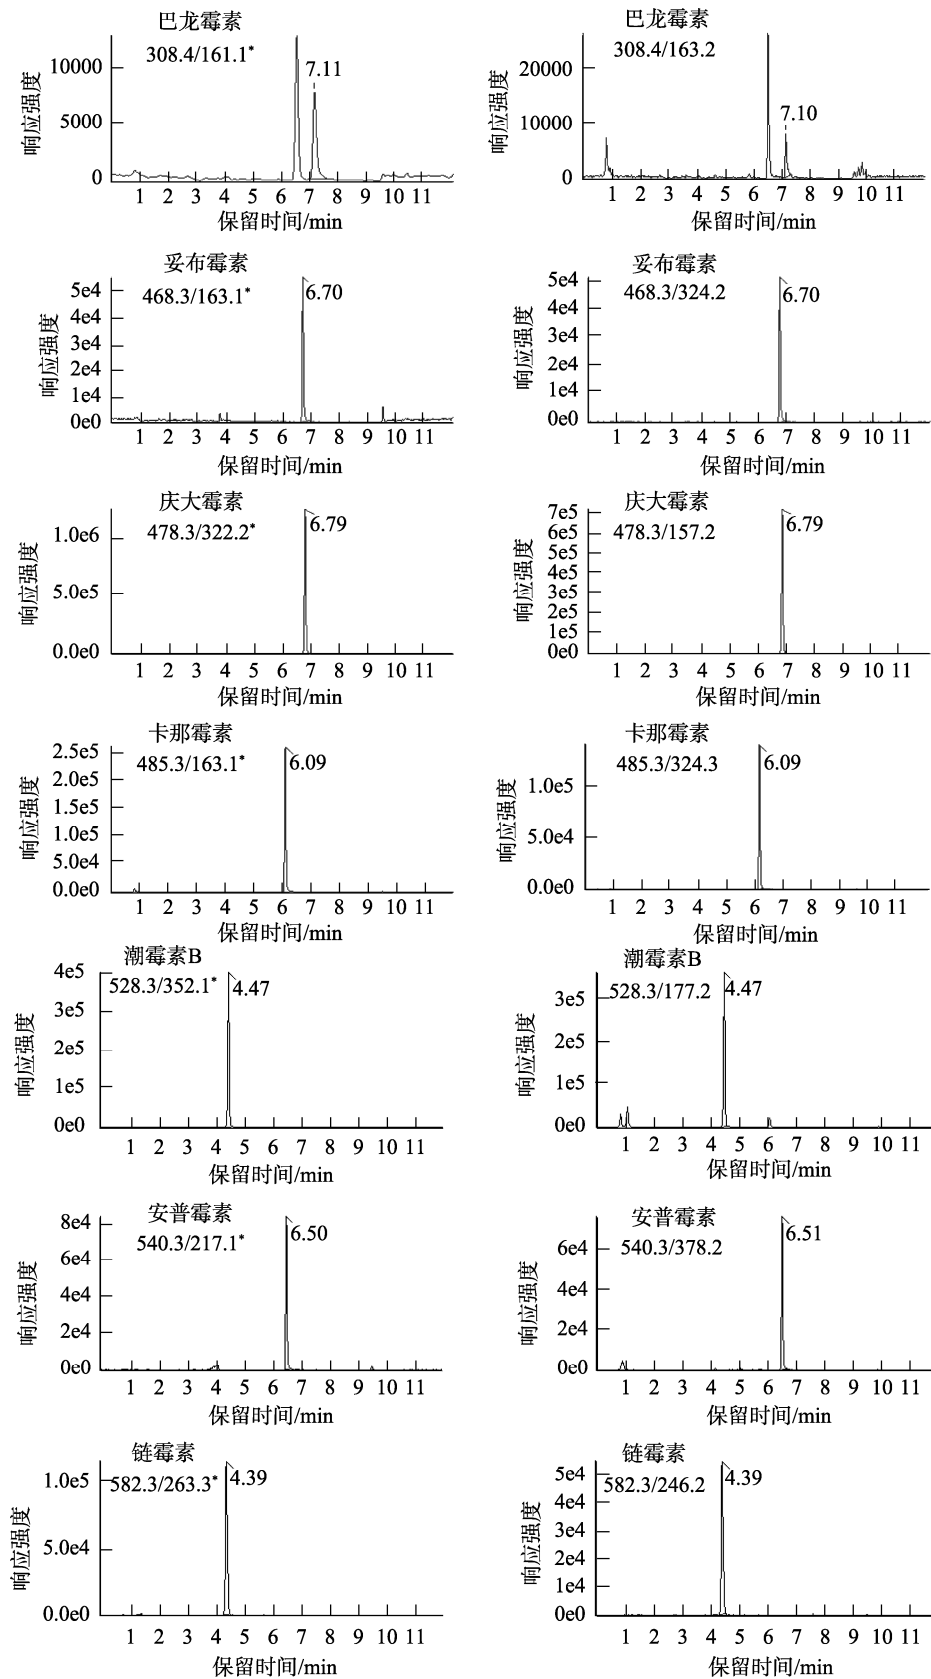 巴龙霉素
308.4/161.1*
7.11
响应强度
10000
5000
0
1 2 3 4 5 6 7 8 9 10 11
保留时间/min
巴龙霉素
308.4/163.2
7.10
响应强度
20000
10000
0
1 2 3 4 5 6 7 8 9 10 11
保留时间/min
妥布霉素
468.3/163.1*
6.70
响应强度
5e4
4e4
3e4
2e4
1e4
0e0
1 2 3 4 5 6 7 8 9 10 11
保留时间/min
妥布霉素
468.3/324.2
6.70
响应强度
5e4
4e4
3e4
2e4
1e4
0e0
1 2 3 4 5 6 7 8 9 10 11
保留时间/min
庆大霉素
478.3/322.2*
6.79
响应强度
1.0e6
5.0e5
0.0e0
1 2 3 4 5 6 7 8 9 10 11
保留时间/min
庆大霉素
478.3/157.2
6.79
响应强度
7e5
6e5
5e5
4e5
3e5
2e5
1e5
0e0
1 2 3 4 5 6 7 8 9 10 11
保留时间/min
卡那霉素
485.3/163.1*
6.09
响应强度
2.5e5
2.0e5
1.5e5
1.0e5
5.0e4
0.0e0
1 2 3 4 5 6 7 8 9 10 11
保留时间/min
卡那霉素
485.3/324.3
6.09
响应强度
1.0e5
5.0e4
0.0e0
1 2 3 4 5 6 7 8 9 10 11
保留时间/min
潮霉素B
528.3/352.1*
4.47
响应强度
4e5
3e5
2e5
1e5
0e0
1 2 3 4 5 6 7 8 9 10 11
保留时间/min
潮霉素B
528.3/177.2
4.47
响应强度
3e5
2e5
1e5
0e0
1 2 3 4 5 6 7 8 9 10 11
保留时间/min
安普霉素
540.3/217.1*
6.50
响应强度
8e4
6e4
4e4
2e4
0e0
1 2 3 4 5 6 7 8 9 10 11
保留时间/min
安普霉素
540.3/378.2
6.51
响应强度
6e4
4e4
2e4
0e0
1 2 3 4 5 6 7 8 9 10 11
保留时间/min
链霉素
582.3/263.3*
4.39
响应强度
1.0e5
5.0e4
0.0e0
1 2 3 4 5 6 7 8 9 10 11
保留时间/min
链霉素
582.3/246.2
4.39
响应强度
5e4
4e4
3e4
2e4
1e4
0e0
1 2 3 4 5 6 7 8 9 10 11
保留时间/min